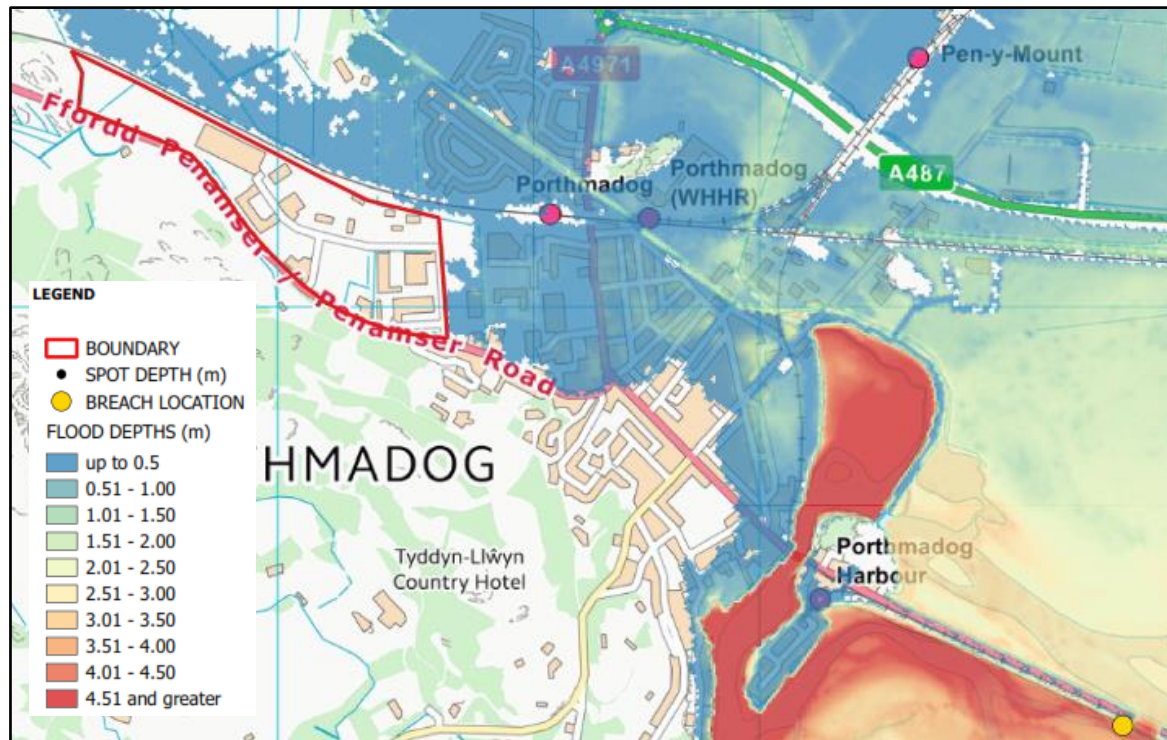 A4971
Pen-y-Mount
Ffordd Penamser / Penamser Road
Porthmadog
Porthmadog
(WHHR)
A487
LEGEND
BOUNDARY
SPOT DEPTH (m)
BREACH LOCATION
FLOOD DEPTHS (m)
up to 0.5
0.51 - 1.00
1.01 - 1.50
1.51 - 2.00
2.01 - 2.50
2.51 - 3.00
3.01 - 3.50
3.51 - 4.00
4.01 - 4.50
4.51 and greater
THMADOG
Tyddyn-Llŵyn
Country Hotel
Porthmadog
Harbour